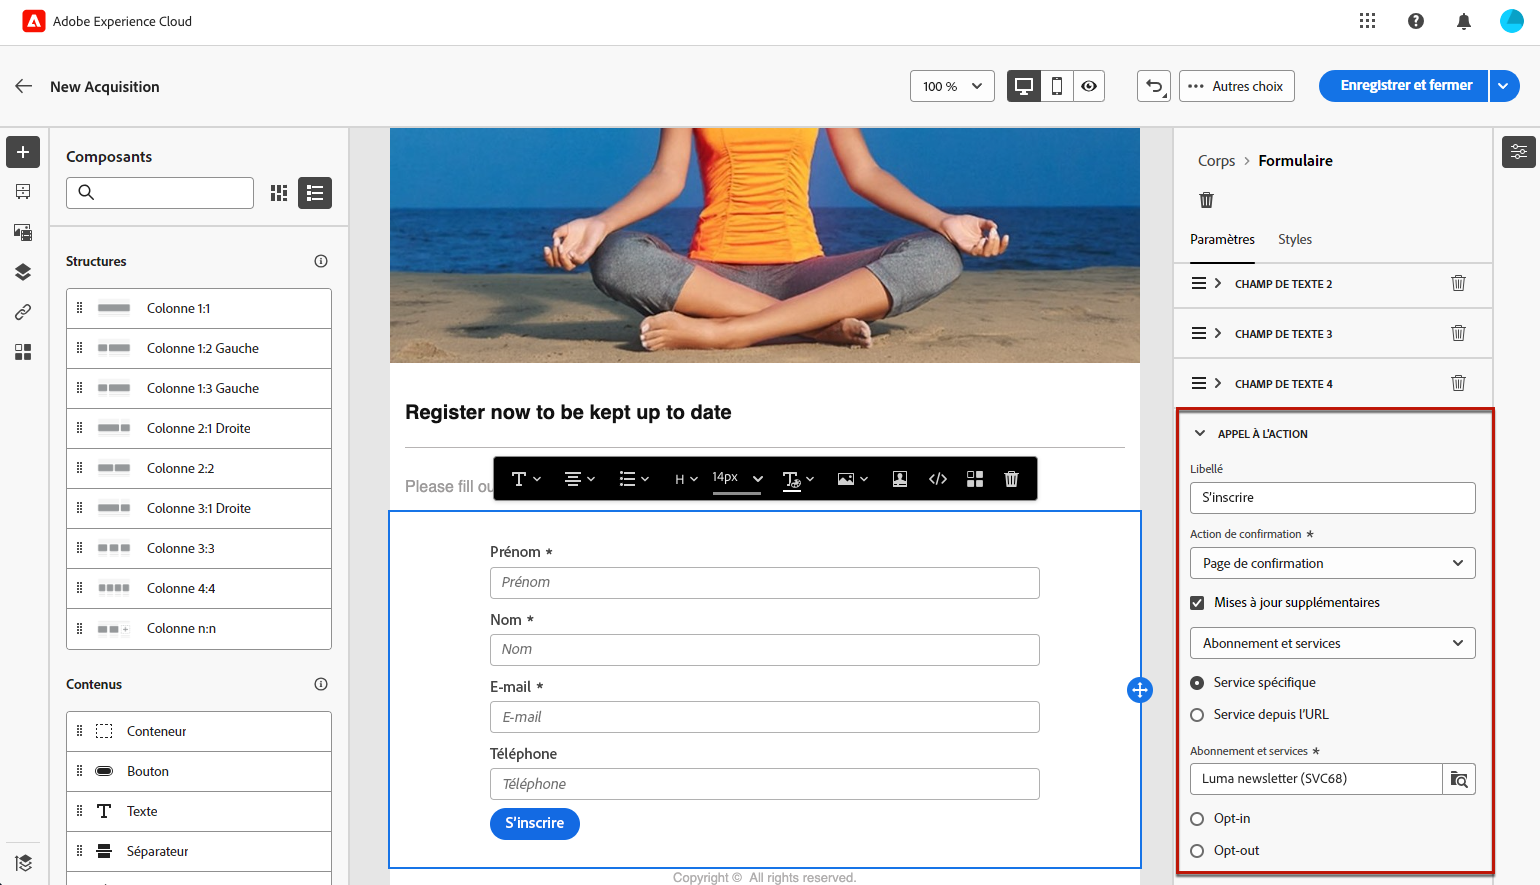 Adobe Experience Cloud
New Acquisition
100 %
Autres choix
Enregistrer et fermer
Composants
Structures
Colonne 1:1
Colonne 1:2 Gauche
Colonne 1:3 Gauche
Colonne 2:1 Droite
Colonne 2:2
Colonne 3:1 Droite
Colonne 3:3
Colonne 4:4
Colonne n:n
Contenus
Conteneur
Bouton
Texte
Séparateur
Register now to be kept up to date
Please fill ou
H
14px
Prénom *
Prénom
Nom *
Nom
E-mail *
E-mail
Téléphone
Téléphone
S'inscrire
Copyright © All rights reserved.
Corps > Formulaire
Paramètres
Styles
CHAMP DE TEXTE 2
CHAMP DE TEXTE 3
CHAMP DE TEXTE 4
APPEL À L'ACTION
Libellé
S'inscrire
Action de confirmation *
Page de confirmation
Mises à jour supplémentaires
Abonnement et services
Service spécifique
Service depuis l'URL
Abonnement et services *
Luma newsletter (SVC68)
Opt-in
Opt-out